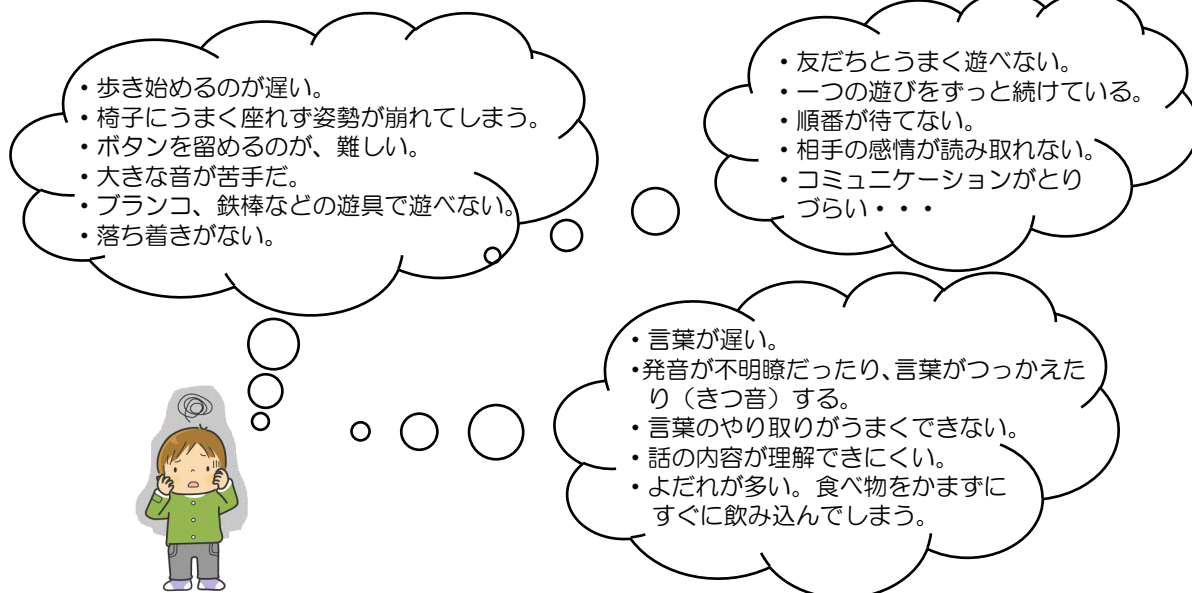 ・歩き始めるのが遅い。
・椅子にうまく座れず姿勢が崩れてしまう。
・ボタンを留めるのが、難しい。
・大きな音が苦手だ。
・ブランコ、鉄棒などの遊具で遊べない。
・落ち着きがない。
・友だちとうまく遊べない。
・一つの遊びをずっと続けている。
・順番が待てない。
・相手の感情が読み取れない。
・コミュニケーションがとり
づらい・・・
・言葉が遅い。
・発音が不明瞭だったり、言葉がつっかえた
り（きつ音）する。
・言葉のやり取りがうまくできない。
・話の内容が理解できにくい。
・よだれが多い。食べ物をかまずに
すぐに飲み込んでしまう。